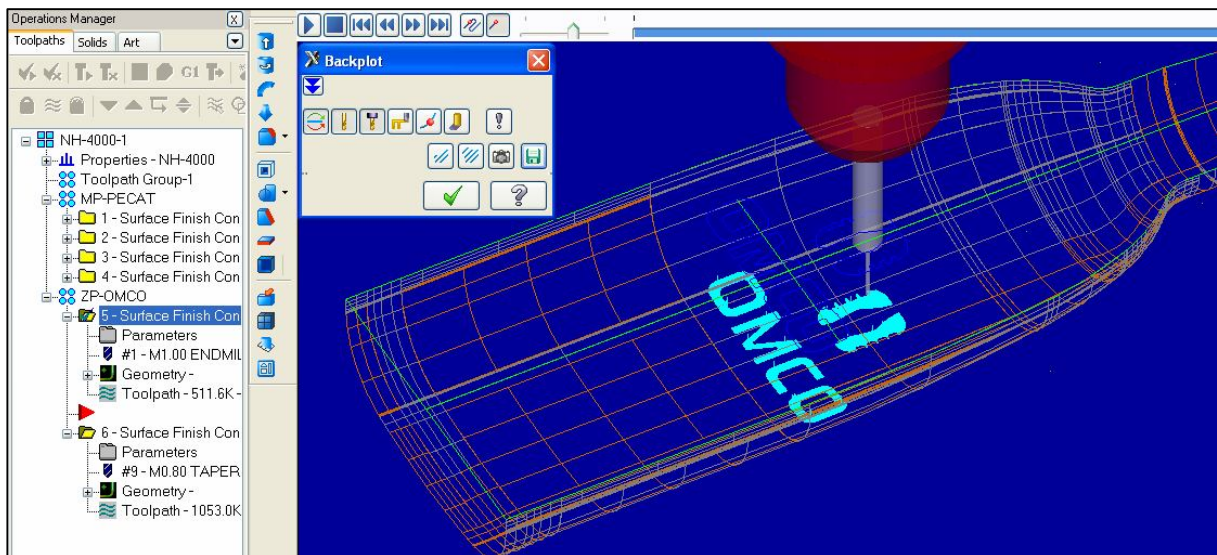 Operations Manager
Toolpaths Solids Art
G1
NH-4000-1
Properties - NH-4000
Toolpath Group-1
MP-PECAT
1 - Surface Finish Con
2 - Surface Finish Con
3 - Surface Finish Con
4 - Surface Finish Con
ZP-OMCO
5 - Surface Finish Con
Parameters
#1 - M1.00 ENDMIL
Geometry -
Toolpath - 511.6K -
6 - Surface Finish Con
Parameters
#9 - M0.80 TAPER
Geometry -
Toolpath - 1053.0K
Backplot
OMCO